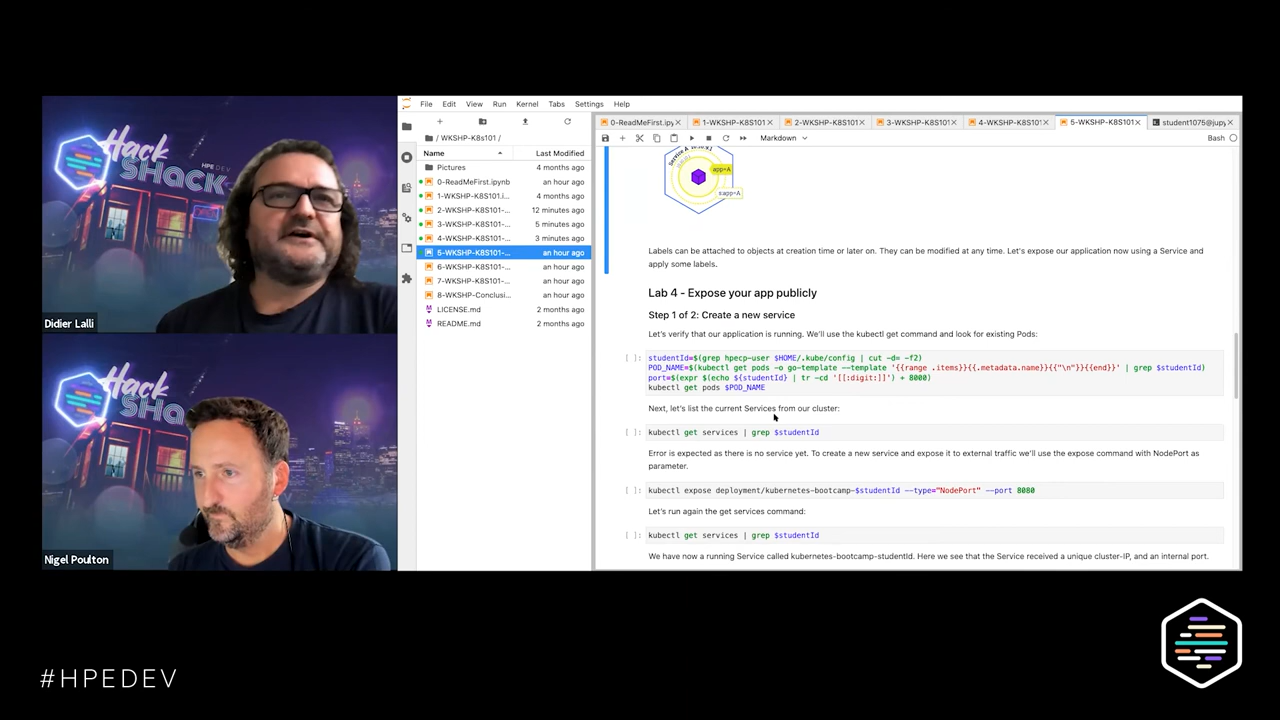 Hack
SHACK
HPE DEV
Didier Lalli
Hack
SHA
Nigel Poulton
File Edit View Run Kernel Tabs Settings Help
/ WKSHP-K8s101 /
Name Last Modified
Pictures 4 months ago
0-ReadMeFirst.ipynb an hour ago
1-WKSHP-K8S101.i... 4 months ago
2-WKSHP-K8S101-... 12 minutes ago
3-WKSHP-K8S101-... 5 minutes ago
4-WKSHP-K8S101-... 3 minutes ago
5-WKSHP-K8S101-... an hour ago
6-WKSHP-K8S101-... an hour ago
7-WKSHP-K8S101-... an hour ago
8-WKSHP-Conclusi... an hour ago
LICENSE.md 2 months ago
README.md 2 months ago
0-ReadMeFirst.ipy 1-WKSHP-K8S101 2-WKSHP-K8S101 3-WKSHP-K8S101 4-WKSHP-K8S101 5-WKSHP-K8S101 student1075@jupy
Markdown Bash
Service A
app=A
s:app=A
Labels can be attached to objects at creation time or later on. They can be modified at any time. Let's expose our application now using a Service and
apply some labels.
Lab 4 - Expose your app publicly
Step 1 of 2: Create a new service
Let's verify that our application is running. We'll use the kubectl get command and look for existing Pods:
[ ]: studentId=$(grep hpecp-user $HOME/.kube/config | cut -d= -f2)
POD_NAME=$(kubectl get pods -o go-template --template '{{range .items}}{{.metadata.name}}{{"\n"}}{{end}}' | grep $studentId)
port=$(expr $(echo ${studentId} | tr -cd '[[:digit:]]') + 8000)
kubectl get pods $POD_NAME
Next, let's list the current Services from our cluster:
[ ]: kubectl get services | grep $studentId
Error is expected as there is no service yet. To create a new service and expose it to external traffic we'll use the expose command with NodePort as
parameter.
[ ]: kubectl expose deployment/kubernetes-bootcamp-$studentId --type="NodePort" --port 8080
Let's run again the get services command:
[ ]: kubectl get services | grep $studentId
We have now a running Service called kubernetes-bootcamp-studentId. Here we see that the Service received a unique cluster-IP, and an internal port.
#HPEDEV